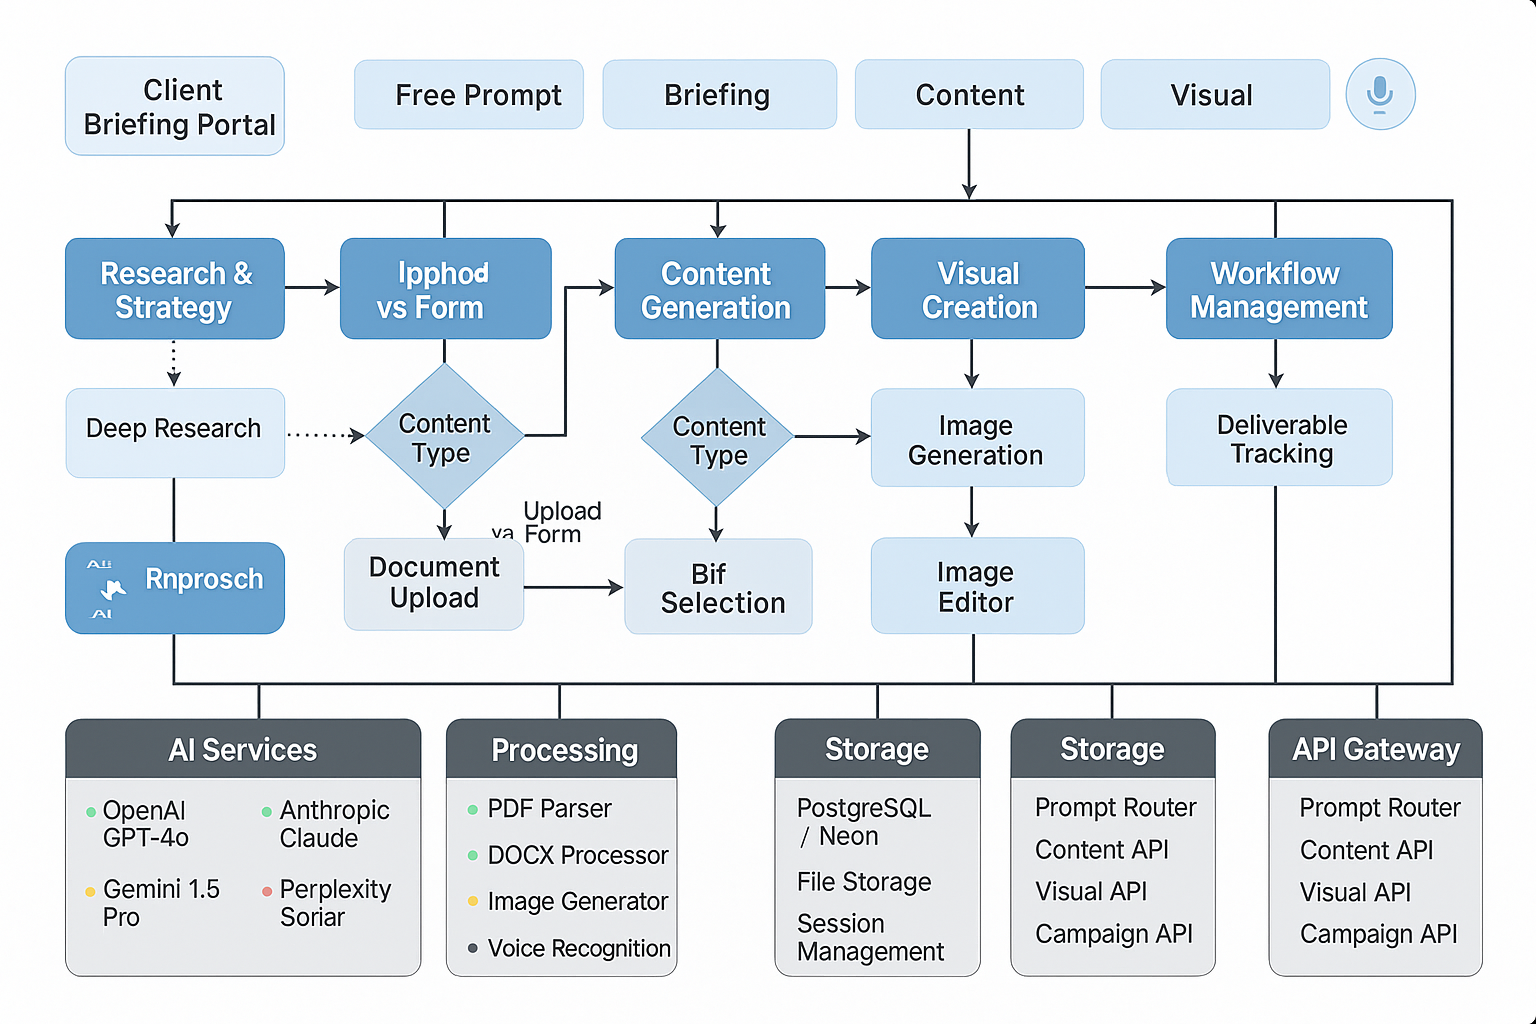 Client
Briefing Portal
Free Prompt
Briefing
Content
Visual
Research &
Strategy
Ipphod
vs Form
Content
Generation
Visual
Creation
Workflow
Management
Deep Research
Content
Type
Content
Type
Image
Generation
Deliverable
Tracking
Upload
va Form
AI
Rnprosch
Document
Upload
Bif
Selection
Image
Editor
AI Services
OpenAI
GPT-4o
Anthropic
Claude
Gemini 1.5
Pro
Perplexity
Soriar
Processing
PDF Parser
DOCX Processor
Image Generator
Voice Recognition
Storage
PostgreSQL
/ Neon
File Storage
Session
Management
Storage
Prompt Router
Content API
Visual API
Campaign API
API Gateway
Prompt Router
Content API
Visual API
Campaign API